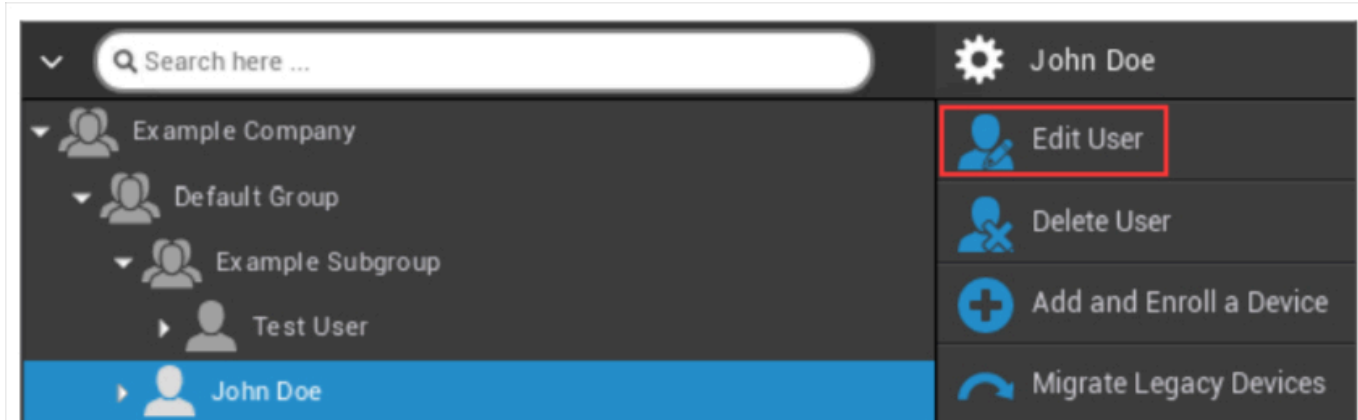 Search here ...
John Doe
Example Company
Edit User
Default Group
Delete User
Example Subgroup
Add and Enroll a Device
Test User
Migrate Legacy Devices
John Doe